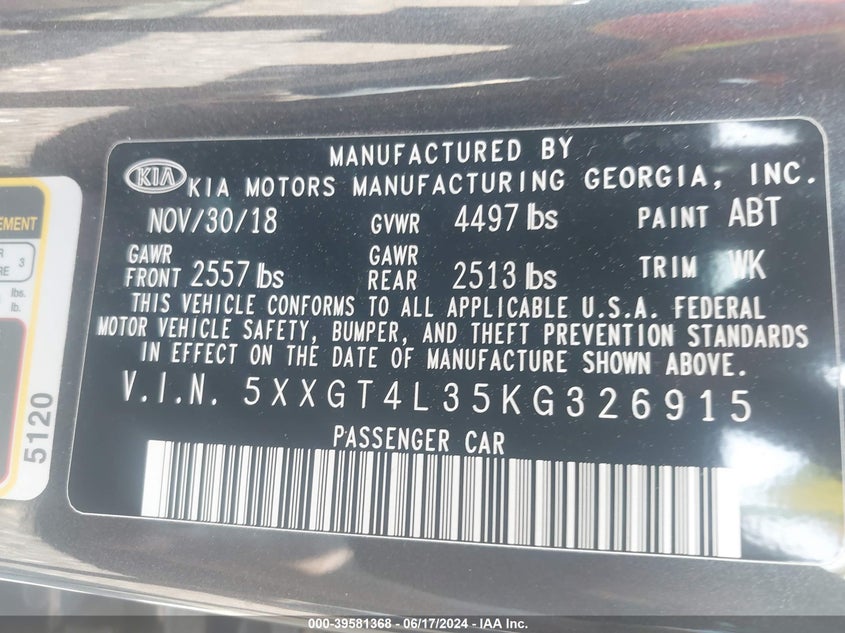 MANUFACTURED BY
KIA KIA MOTORS MANUFACTURING GEORGIA, INC.
NOV/30/18 GVWR 4497 lbs PAINT ABT
GAWR FRONT 2557 lbs GAWR REAR 2513 lbs TRIM WK
THIS VEHICLE CONFORMS TO ALL APPLICABLE U.S.A. FEDERAL
MOTOR VEHICLE SAFETY, BUMPER, AND THEFT PREVENTION STANDARDS
IN EFFECT ON THE DATE OF MANUFACTURE SHOWN ABOVE.
V.I.N. 5XXGT4L35KG326915
PASSENGER CAR
3
lbs.
lb.
5120
000-39581368 - 06/17/2024 - IAA, Inc.